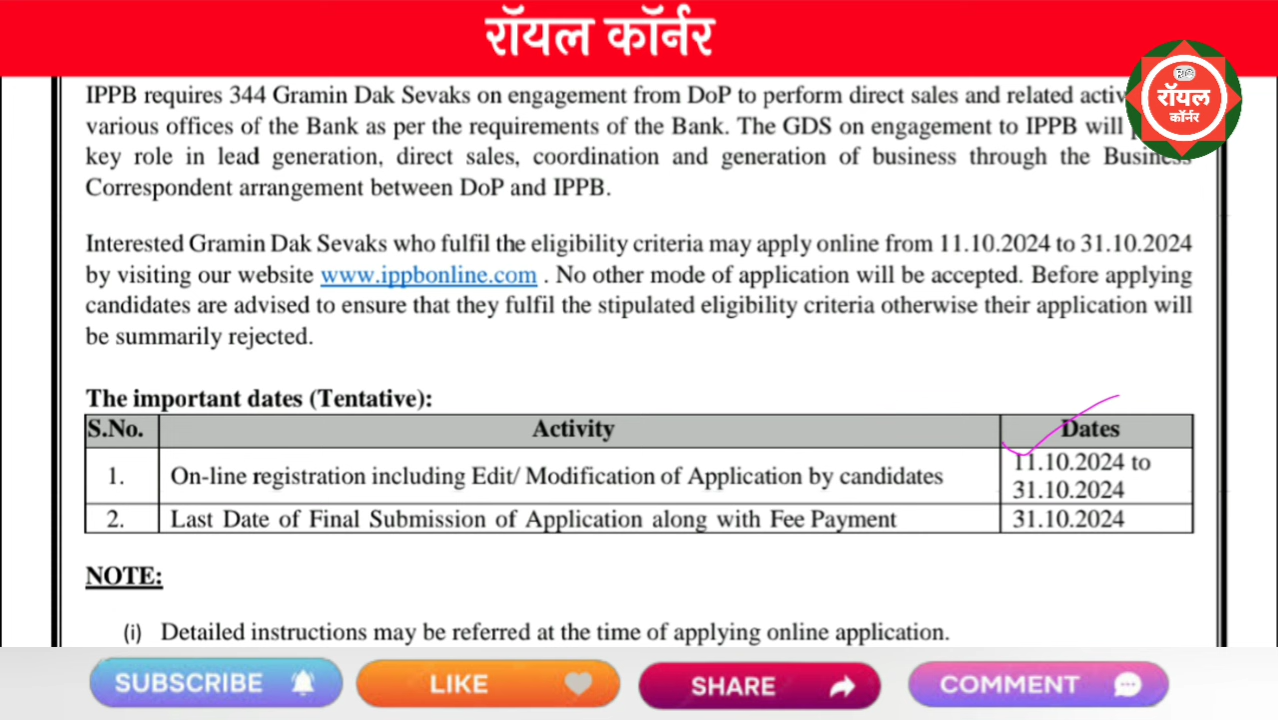 रॉयल कॉर्नर
RC
रॉयल
कॉर्नर
IPPB requires 344 Gramin Dak Sevaks on engagement from DoP to perform direct sales and related
various offices of the Bank as per the requirements of the Bank. The GDS on engagement to IPPB will
key role in lead generation, direct sales, coordination and generation of business through the Business
Correspondent arrangement between DoP and IPPB.
Interested Gramin Dak Sevaks who fulfil the eligibility criteria may apply online from 11.10.2024 to 31.10.2024
by visiting our website www.ippbonline.com . No other mode of application will be accepted. Before applying
candidates are advised to ensure that they fulfil the stipulated eligibility criteria otherwise their application will
be summarily rejected.
The important dates (Tentative):
S.No. Activity Dates
1. On-line registration including Edit/ Modification of Application by candidates 11.10.2024 to
31.10.2024
2. Last Date of Final Submission of Application along with Fee Payment 31.10.2024
NOTE:
(i) Detailed instructions may be referred at the time of applying online application.
SUBSCRIBE LIKE SHARE COMMENT